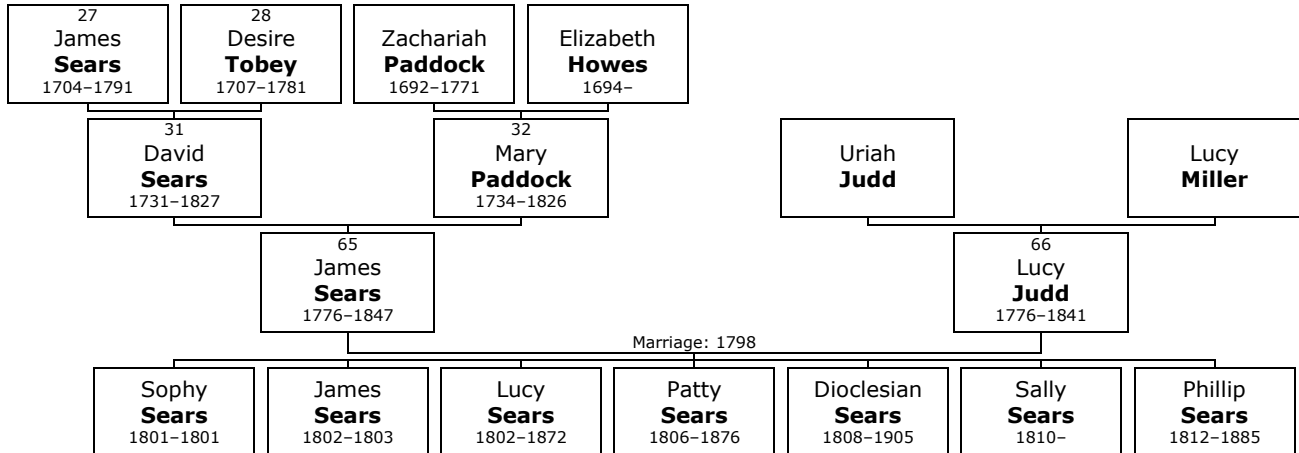 27
James
Sears
1704–1791
28
Desire
Tobey
1707–1781
Zachariah
Paddock
1692–1771
Elizabeth
Howes
1694–
31
David
Sears
1731–1827
32
Mary
Paddock
1734–1826
Uriah
Judd
Lucy
Miller
65
James
Sears
1776–1847
66
Lucy
Judd
1776–1841
Marriage: 1798
Sophy
Sears
1801–1801
James
Sears
1802–1803
Lucy
Sears
1802–1872
Patty
Sears
1806–1876
Dioclesian
Sears
1808–1905
Sally
Sears
1810–
Phillip
Sears
1812–1885